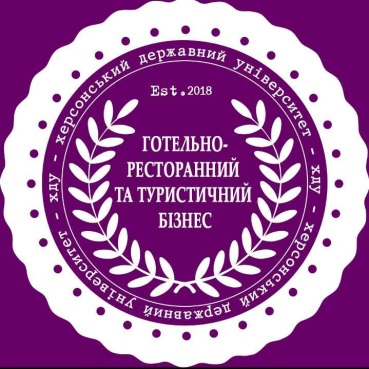 хду - херсонський державний університет - хду - херсонський державний університет -
Est.2018
ГОТЕЛЬНО-
РЕСТОРАННИЙ
ТА ТУРИСТИЧНИЙ
БІЗНЕС